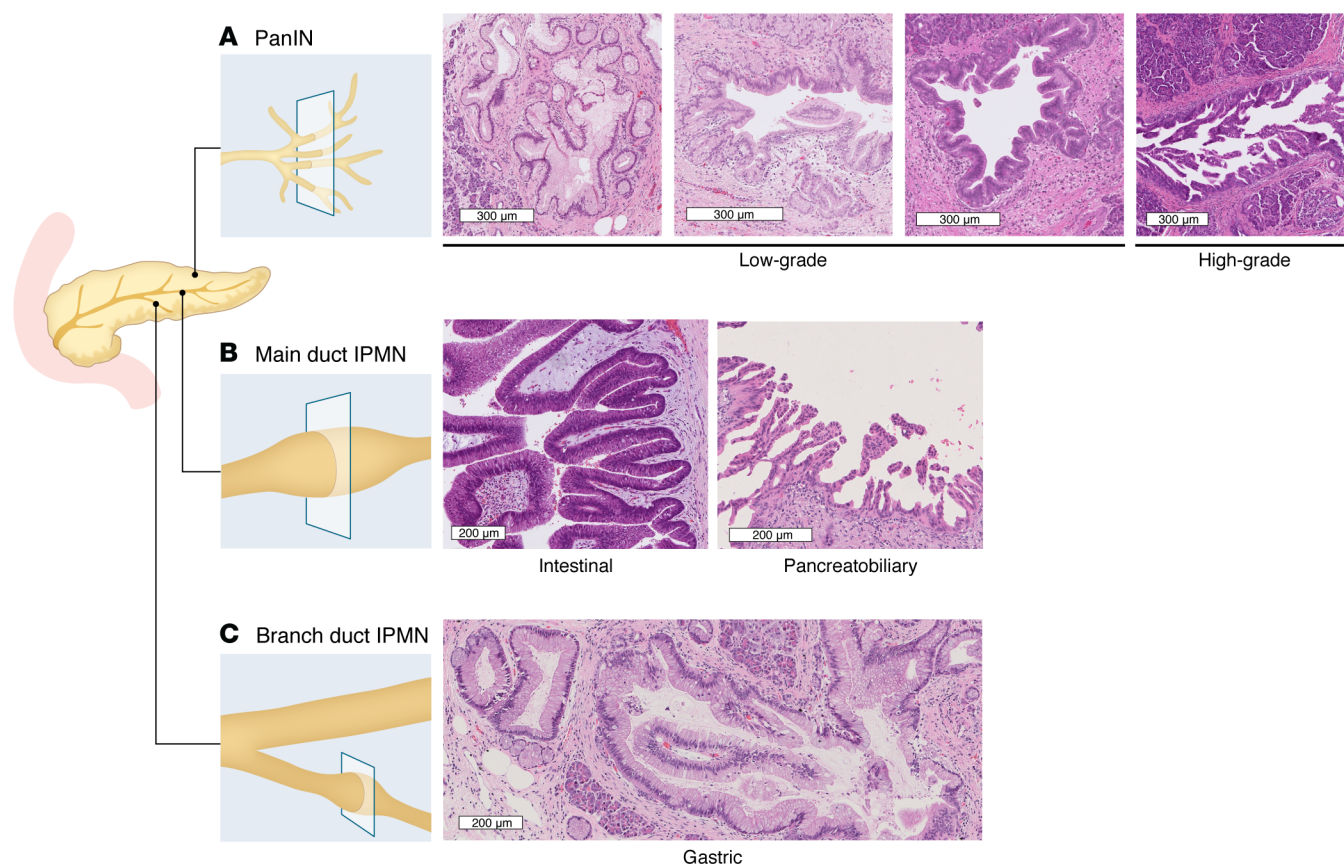 A PanIN
300 µm
300 µm
300 µm
300 µm
Low-grade
High-grade
B Main duct IPMN
200 µm
200 µm
Intestinal
Pancreatobiliary
C Branch duct IPMN
200 µm
Gastric